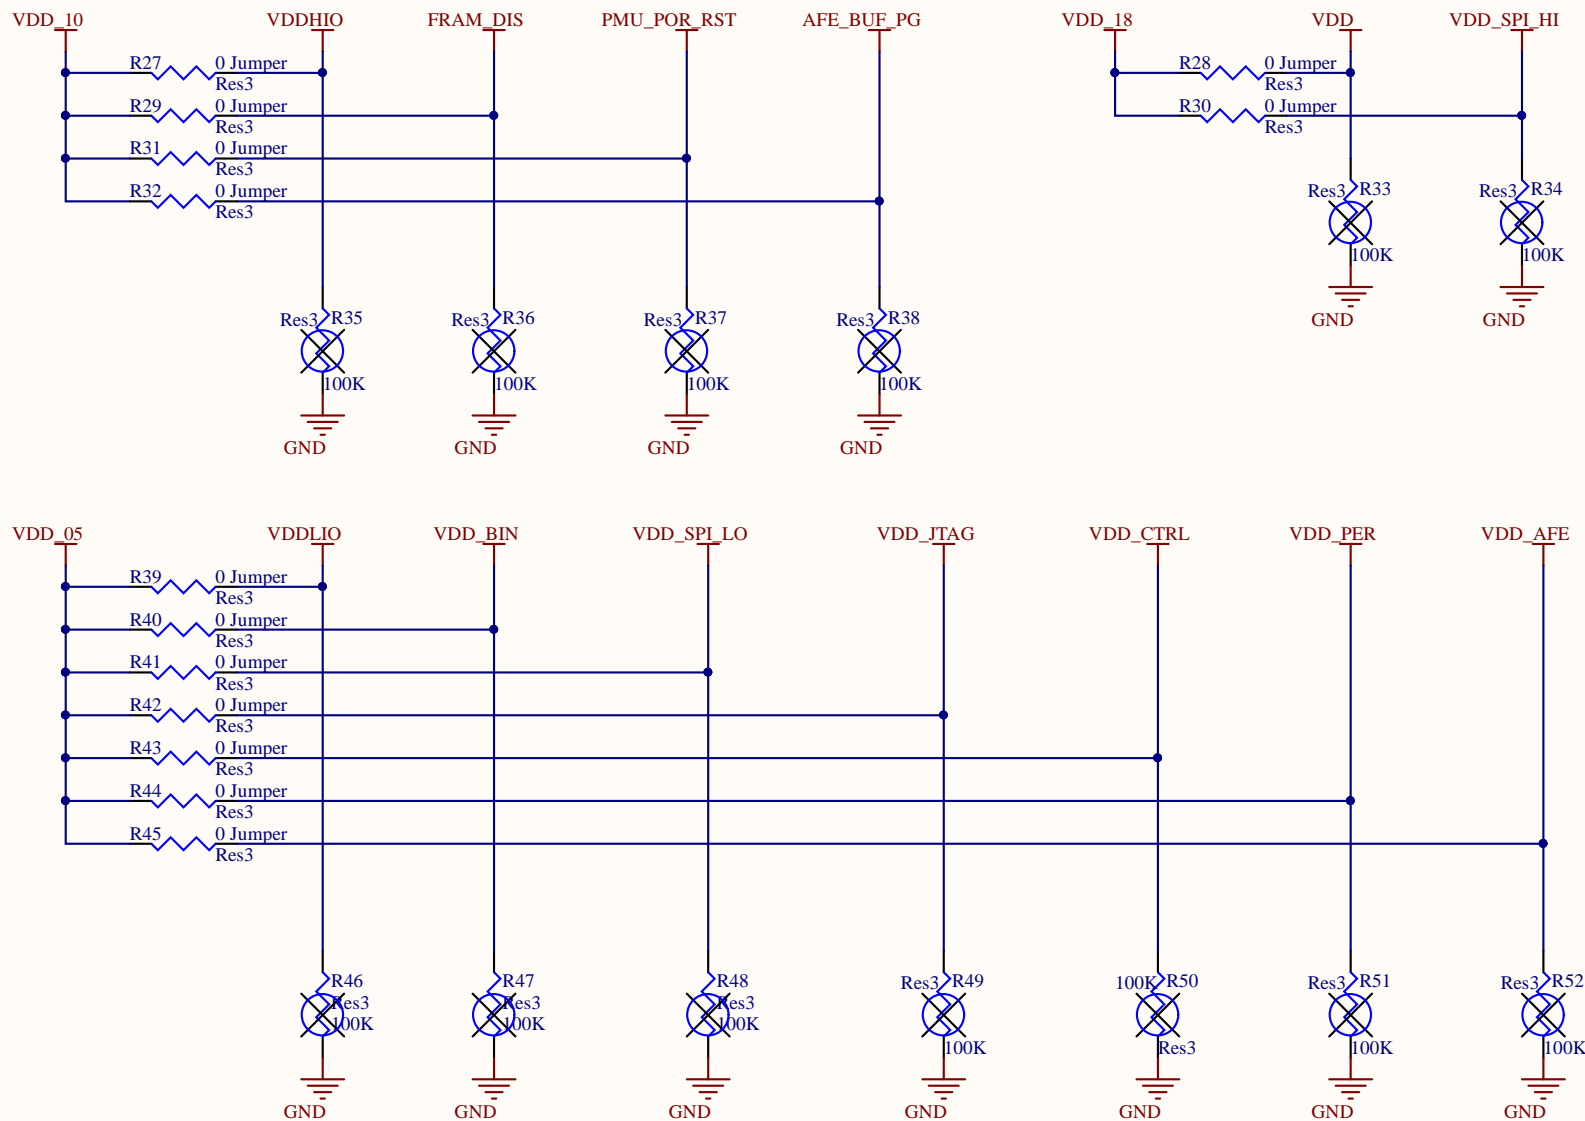 VDD_10 VDDHIO FRAM_DIS PMU_POR_RST AFE_BUF_PG VDD_18 VDD_ VDD_SPI_HI
R27 0 Jumper R28 0 Jumper
Res3 Res3
R29 0 Jumper R30 0 Jumper
Res3 Res3
R31 0 Jumper
Res3
R32 0 Jumper Res3 R33 Res3 R34
Res3
100K 100K
GND GND
Res3 R35 Res3 R36 Res3 R37 Res3 R38
100K 100K 100K 100K
GND GND GND GND
VDD_05 VDDLIO VDD_BIN VDD_SPI_LO VDD_JTAG VDD_CTRL VDD_PER VDD_AFE
R39 0 Jumper
Res3
R40 0 Jumper
Res3
R41 0 Jumper
Res3
R42 0 Jumper
Res3
R43 0 Jumper
Res3
R44 0 Jumper
Res3
R45 0 Jumper
Res3
R46 R47 R48 Res3 R49 100K R50 Res3 R51 Res3 R52
Res3 Res3 Res3
100K 100K 100K
100K Res3 100K 100K
GND GND GND GND GND GND GND